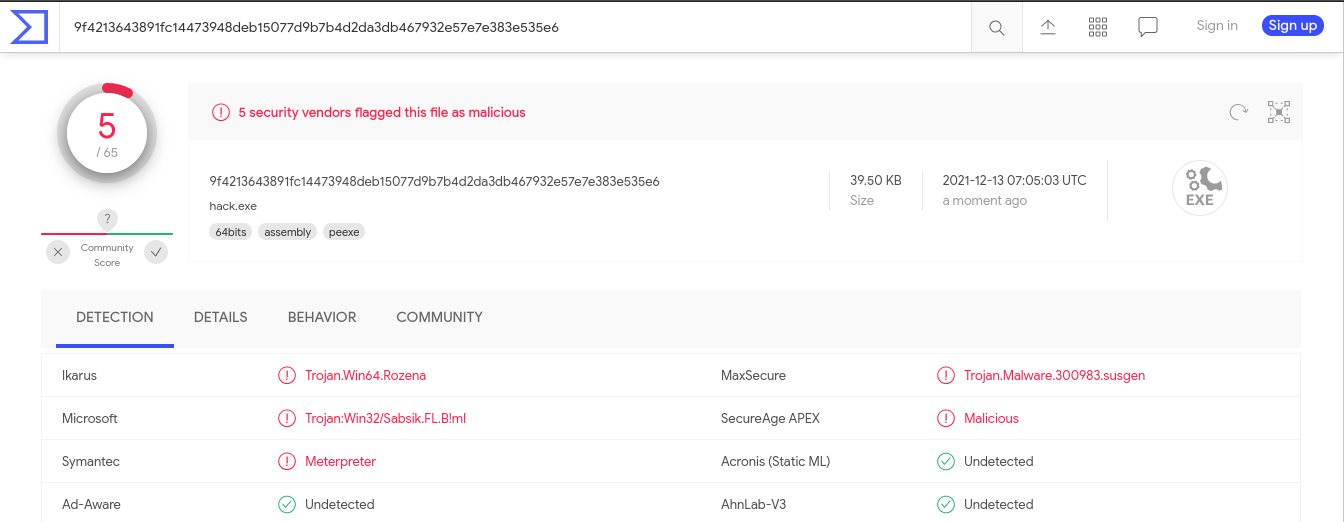 9f4213643891fc14473948deb15077d9b7b4d2da3db467932e57e7e383e535e6
Sign in
Sign up
5
/ 65
5 security vendors flagged this file as malicious
9f4213643891fc14473948deb15077d9b7b4d2da3db467932e57e7e383e535e6
hack.exe
64bits assembly peexe
39.50 KB
Size
2021-12-13 07:05:03 UTC
a moment ago
EXE
?
Community
Score
DETECTION DETAILS BEHAVIOR COMMUNITY
Ikarus Trojan.Win64.Rozena MaxSecure Trojan.Malware.300983.susgen
Microsoft Trojan:Win32/Sabsik.FL.B!ml SecureAge APEX Malicious
Symantec Meterpreter Acronis (Static ML) Undetected
Ad-Aware Undetected AhnLab-V3 Undetected